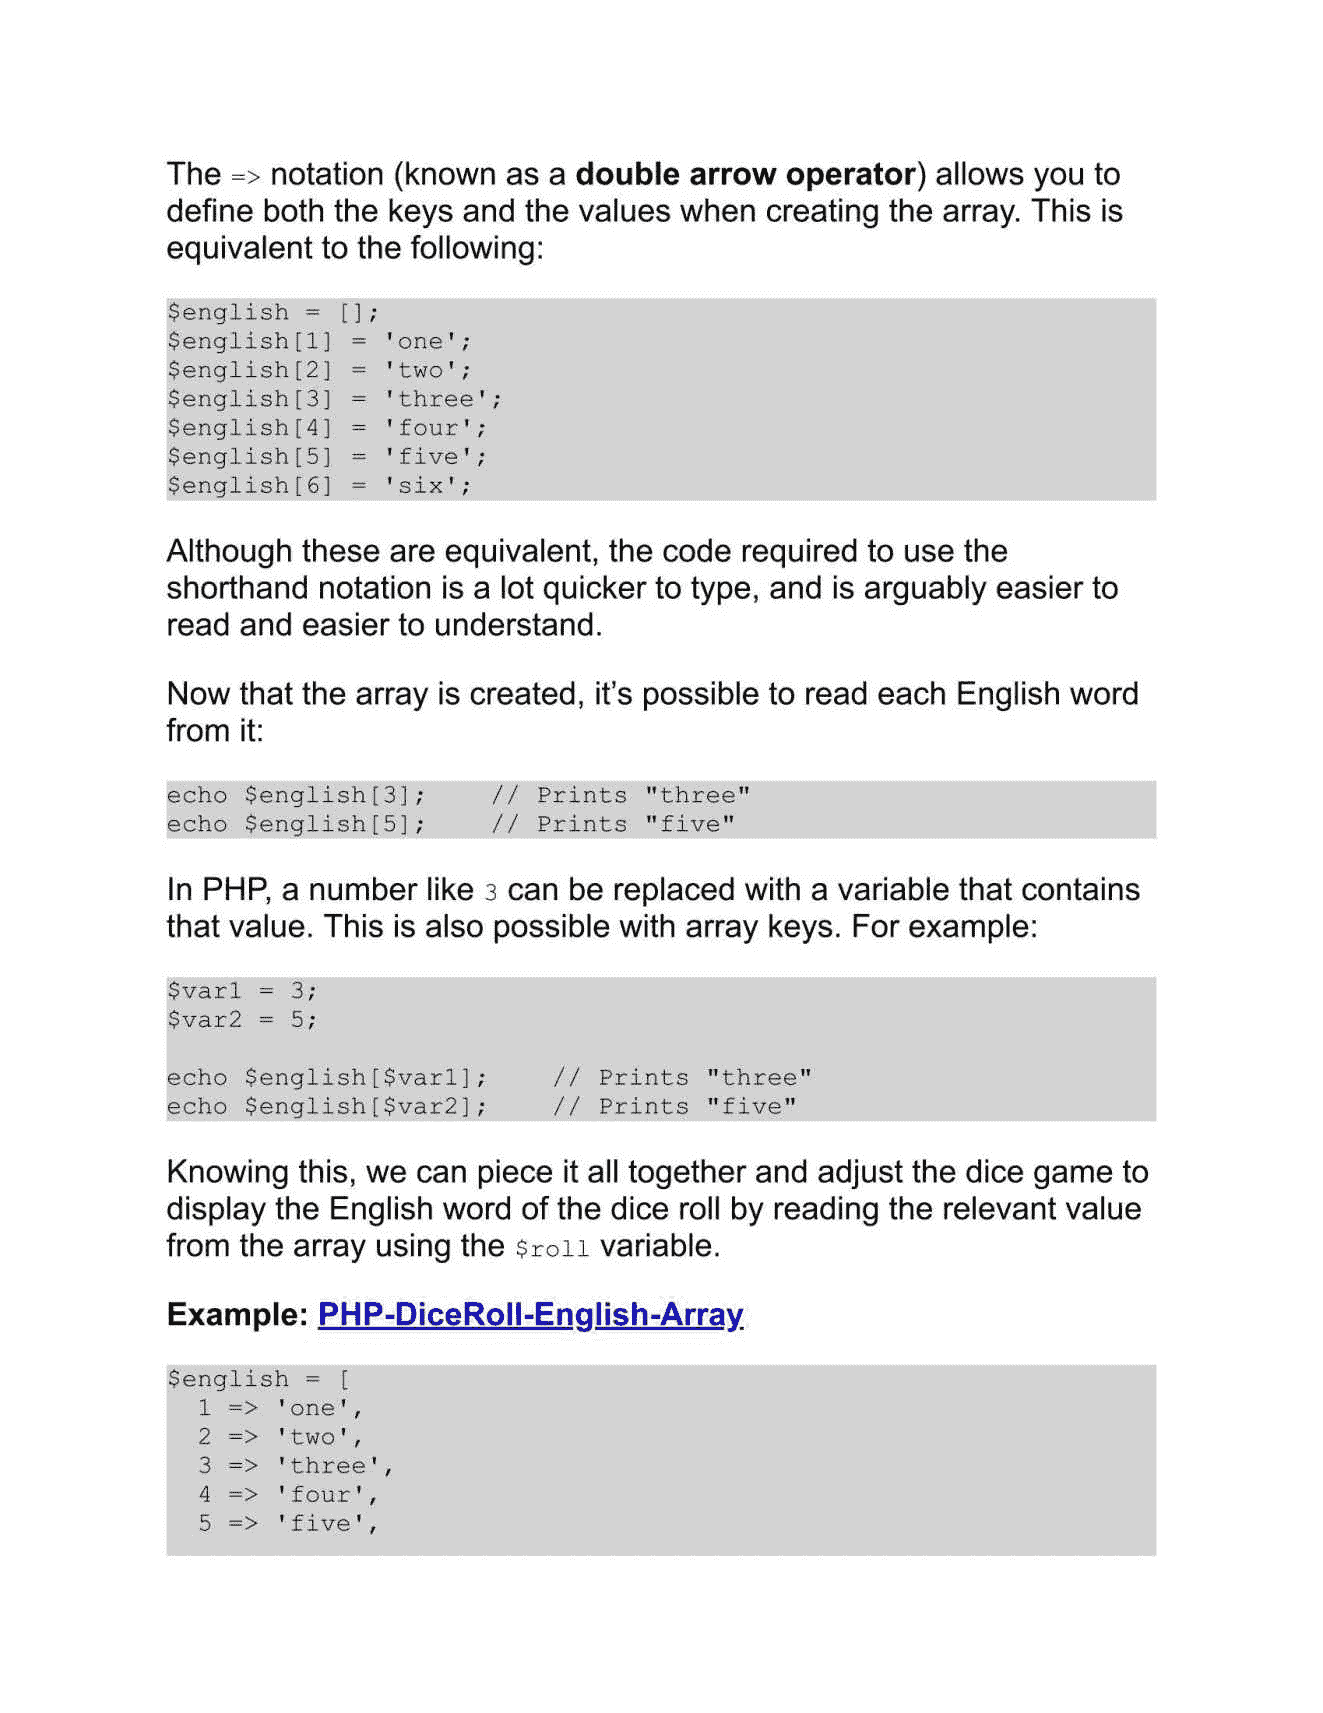 The => notation (known as a double arrow operator) allows you to
define both the keys and the values when creating the array. This is
equivalent to the following:
$english = [];
$english[1] = 'one';
$english[2] = 'two';
$english[3] = 'three';
$english[4] = 'four';
$english[5] = 'five';
$english[6] = 'six';
Although these are equivalent, the code required to use the
shorthand notation is a lot quicker to type, and is arguably easier to
read and easier to understand.
Now that the array is created, it’s possible to read each English word
from it:
echo $english[3];    // Prints "three"
echo $english[5];    // Prints "five"
In PHP, a number like 3 can be replaced with a variable that contains
that value. This is also possible with array keys. For example:
$var1 = 3;
$var2 = 5;
echo $english[$var1];    // Prints "three"
echo $english[$var2];    // Prints "five"
Knowing this, we can piece it all together and adjust the dice game to
display the English word of the dice roll by reading the relevant value
from the array using the $roll variable.
Example: PHP-DiceRoll-English-Array
$english = [
  1 => 'one',
  2 => 'two',
  3 => 'three',
  4 => 'four',
  5 => 'five',